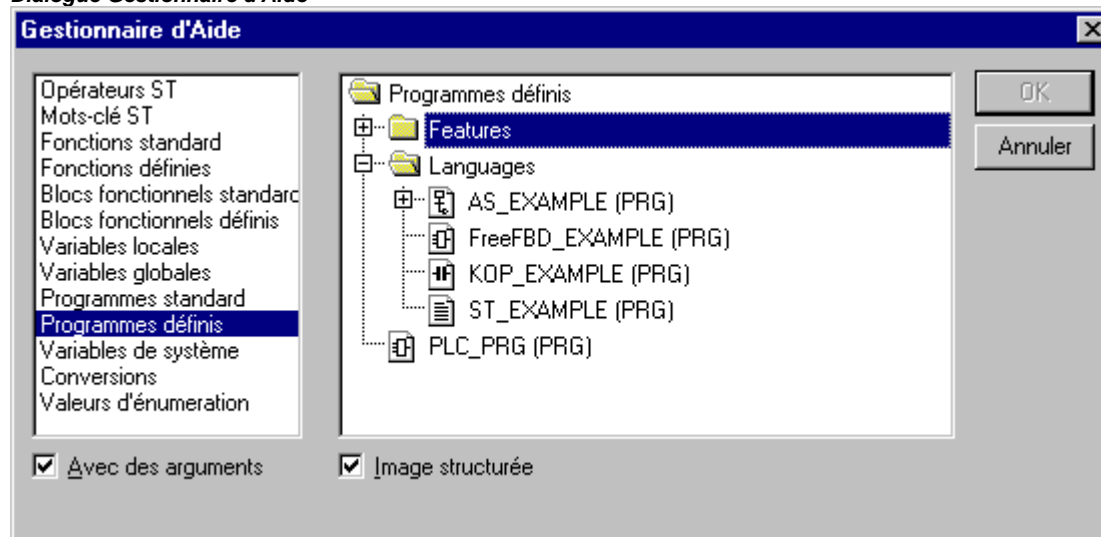 Dialogue Gestionnaire d'Aide
Gestionnaire d'Aide
Opérateurs ST
Mots-clé ST
Fonctions standard
Fonctions définies
Blocs fonctionnels standard
Blocs fonctionnels définis
Variables locales
Variables globales
Programmes standard
Programmes définis
Variables de système
Conversions
Valeurs d'énumeration
Avec des arguments
Programmes définis
Features
Languages
AS_EXAMPLE (PRG)
FreeFBD_EXAMPLE (PRG)
KOP_EXAMPLE (PRG)
ST_EXAMPLE (PRG)
PLC_PRG (PRG)
Image structurée
OK
Annuler